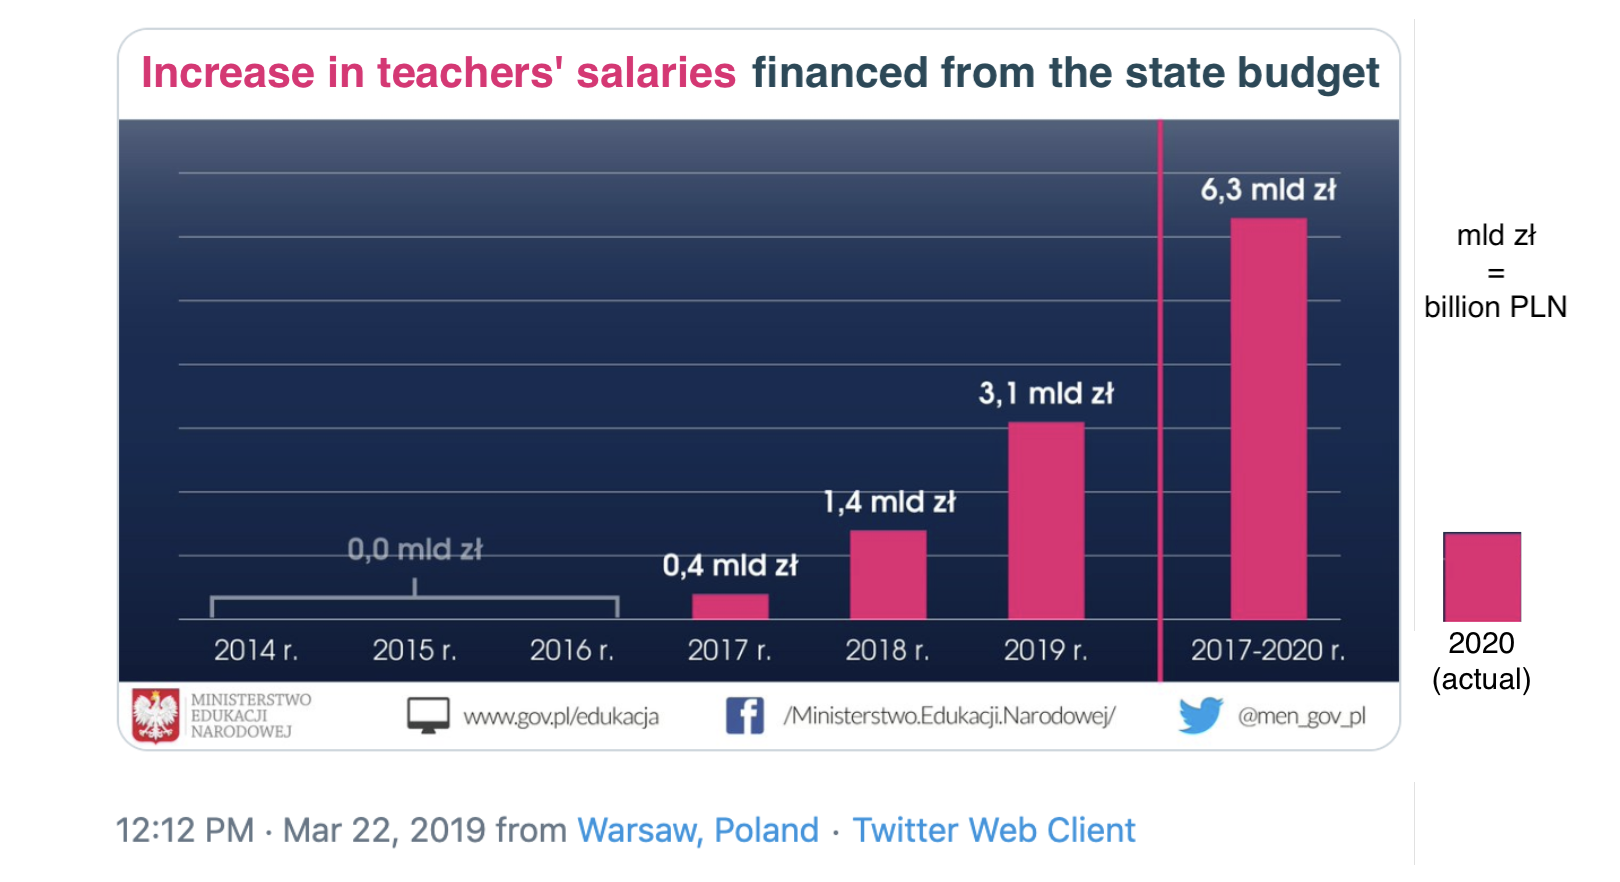 Increase in teachers' salaries financed from the state budget
6,3 mld zł
3,1 mld zł
1,4 mld zł
0,4 mld zł
0,0 mld zł
2014 r. 2015 r. 2016 r. 2017 r. 2018 r. 2019 r. 2017-2020 r.
MINISTERSTWO
EDUKACJI
NARODOWEJ
www.gov.pl/edukacja
/Ministerstwo.Edukacji.Narodowej/
@men_gov_pl
mld zł
=
billion PLN
2020
(actual)
12:12 PM · Mar 22, 2019 from Warsaw, Poland · Twitter Web Client